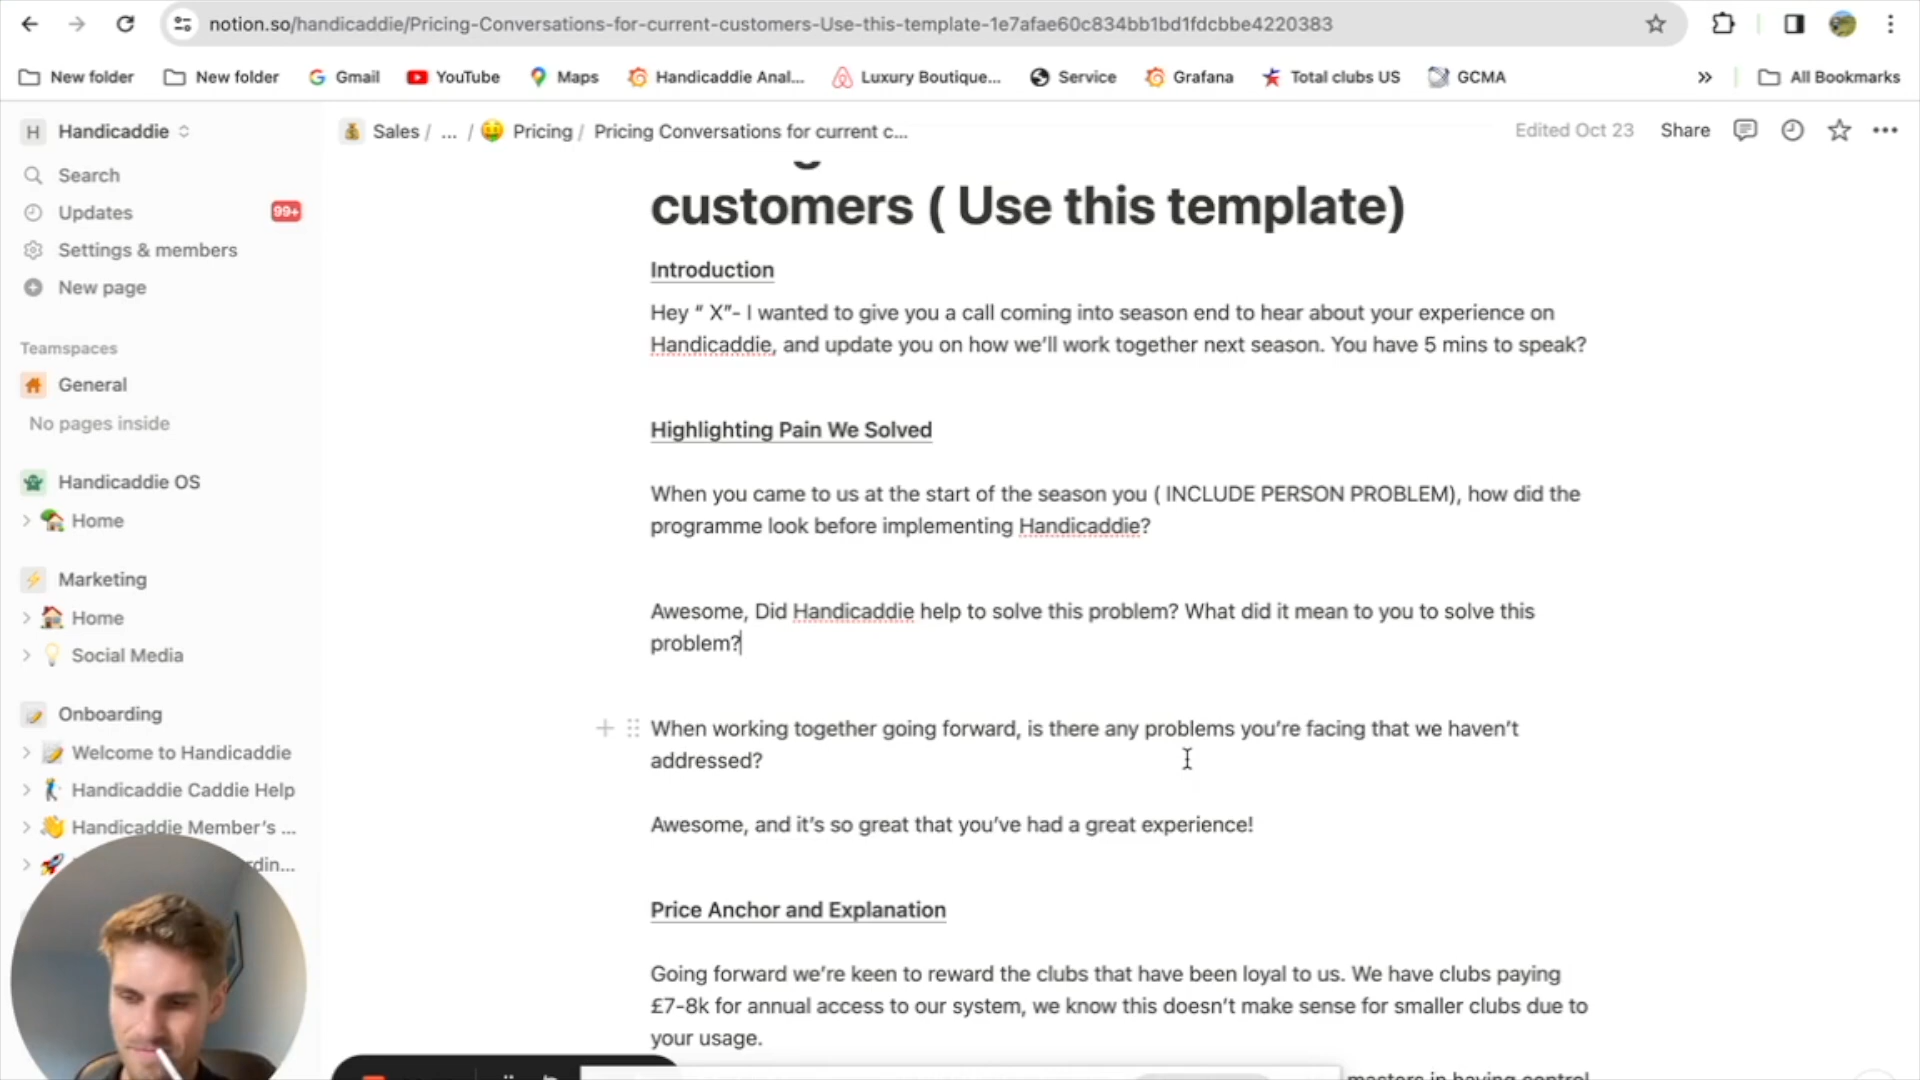 notion.so/handicaddie/Pricing-Conversations-for-current-customers-Use-this-template-1e7afae60c834bb1bd1fdcbbe4220383
New folder
New folder
Gmail
YouTube
Maps
Handicaddie Anal...
Luxury Boutique...
Service
Grafana
Total clubs US
GCMA
All Bookmarks
H Handicaddie
Sales / ... / Pricing / Pricing Conversations for current c...
Edited Oct 23
Share
Search
Updates 99+
Settings & members
New page
Teamspaces
General
No pages inside
Handicaddie OS
Home
Marketing
Home
Social Media
Onboarding
Welcome to Handicaddie
Handicaddie Caddie Help
Handicaddie Member's ...
customers ( Use this template)
Introduction
Hey “ X”- I wanted to give you a call coming into season end to hear about your experience on
Handicaddie, and update you on how we’ll work together next season. You have 5 mins to speak?
Highlighting Pain We Solved
When you came to us at the start of the season you ( INCLUDE PERSON PROBLEM), how did the
programme look before implementing Handicaddie?
Awesome, Did Handicaddie help to solve this problem? What did it mean to you to solve this
problem?
When working together going forward, is there any problems you’re facing that we haven’t
addressed?
Awesome, and it’s so great that you’ve had a great experience!
Price Anchor and Explanation
Going forward we’re keen to reward the clubs that have been loyal to us. We have clubs paying
£7-8k for annual access to our system, we know this doesn’t make sense for smaller clubs due to
your usage.
masters in having control